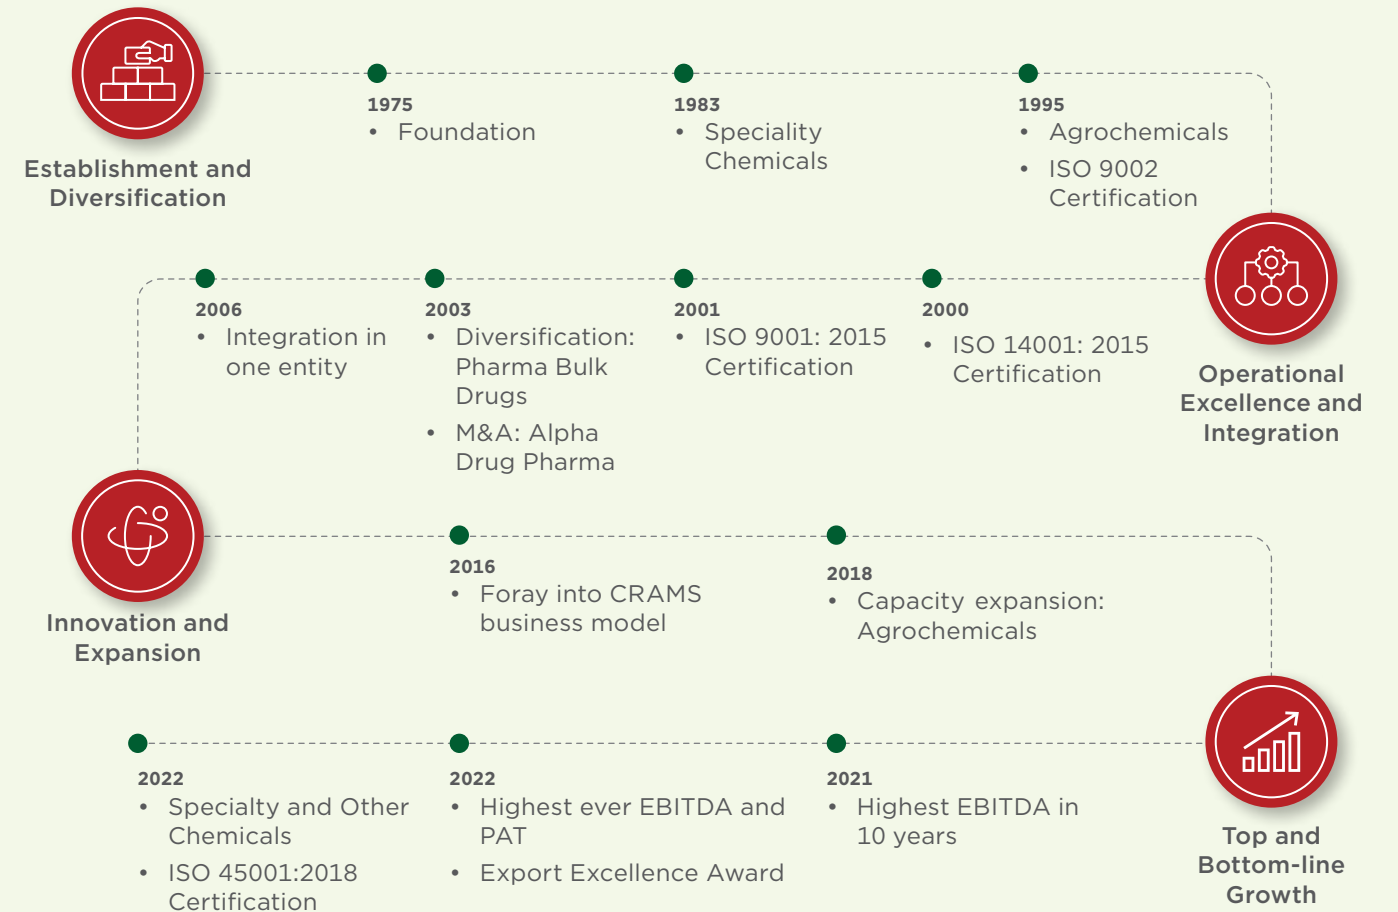 Establishment and
Diversification
1975
• Foundation
1983
• Speciality
Chemicals
1995
• Agrochemicals
• ISO 9002
Certification
Operational
Excellence and
Integration
2000
• ISO 14001: 2015
Certification
2001
• ISO 9001: 2015
Certification
2003
• Diversification:
Pharma Bulk
Drugs
• M&A: Alpha
Drug Pharma
2006
• Integration in
one entity
Innovation and
Expansion
2016
• Foray into CRAMS
business model
2018
• Capacity expansion:
Agrochemicals
Top and
Bottom-line
Growth
2021
• Highest EBITDA in
10 years
2022
• Highest ever EBITDA and
PAT
• Export Excellence Award
2022
• Specialty and Other
Chemicals
• ISO 45001:2018
Certification